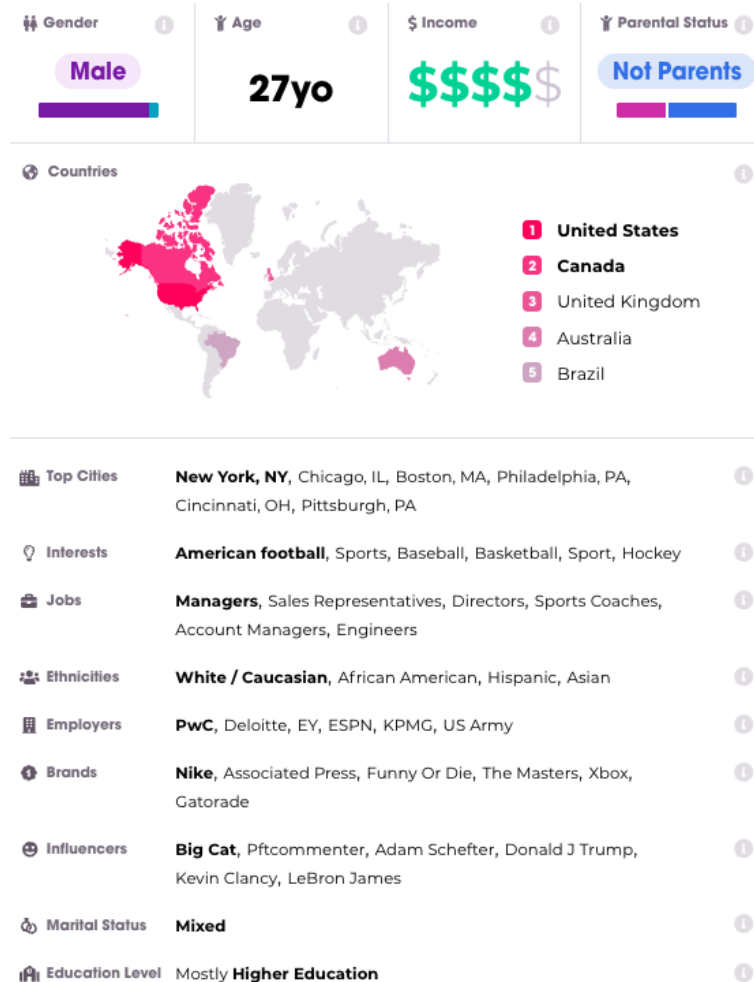 Gender
Age
$ Income
Parental Status
Male
27yo
$$$$$
Not Parents
Countries
1 United States
2 Canada
3 United Kingdom
4 Australia
5 Brazil
Top Cities New York, NY, Chicago, IL, Boston, MA, Philadelphia, PA,
Cincinnati, OH, Pittsburgh, PA
Interests American football, Sports, Baseball, Basketball, Sport, Hockey
Jobs Managers, Sales Representatives, Directors, Sports Coaches,
Account Managers, Engineers
Ethnicities White / Caucasian, African American, Hispanic, Asian
Employers PwC, Deloitte, EY, ESPN, KPMG, US Army
Brands Nike, Associated Press, Funny Or Die, The Masters, Xbox,
Gatorade
Influencers Big Cat, Pftcommenter, Adam Schefter, Donald J Trump,
Kevin Clancy, LeBron James
Marital Status Mixed
Education Level Mostly Higher Education